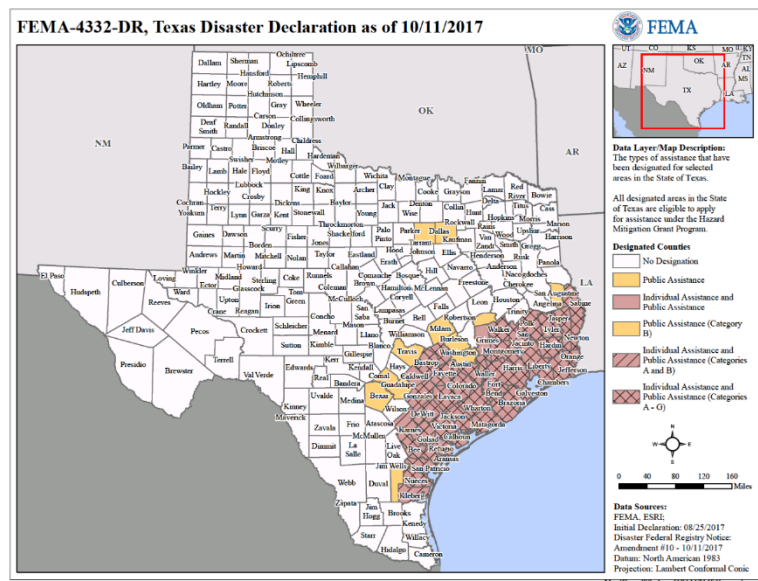 FEMA-4332-DR, Texas Disaster Declaration as of 10/11/2017
FEMA
UT CO KS MO IL KY
AZ NM OK AR TN
TX AL
MS
LA
MO
NM
OK
AR
LA
Dallam Sherman Ochiltree Lipscomb
Hansford Hemphill
Hartley Moore Roberts
Hutchinson
Oldham Potter Gray Wheeler
Carson Collingsworth
Deaf Smith Randall Donley
Armstrong Childress
Parmer Castro Briscoe Hall Hardeman
Swisher Motley Wilbarger
Bailey Lamb Hale Floyd Cottle Foard Wichita Montague Fannin
Clay Cooke Grayson Lamar Red River Bowie
Hockley Lubbock King Knox Archer Denton Delta Titus Cass
Crosby Jack Collin Hunt Morris
Cochran Dickens Baylor Wise Hopkins Marion
Yoakum Terry Lynn Garza Kent Stonewall Young Rockwall Rains Upshur Harrison
Throckmorton Parker Dallas Wood
Gaines Dawson Scurry Shackelford Palo Pinto Tarrant Kaufman Van Zandt Smith Gregg
Borden Fisher Jones Hood Ellis Henderson Rusk Panola
Andrews Martin Mitchell Nolan Taylor Eastland Erath Johnson Navarro Anderson Nacogdoches
Howard Callahan Hill Cherokee
El Paso Winkler Midland Coke Runnels Comanche Bosque Freestone San Augustine
Culberson Loving Ector Sterling Coleman Brown Hamilton McLennan Angelina Sabine
Hudspeth Ward Glasscock Coryell Leon Houston
Reeves Upton Irion Tom Green McCulloch Falls Trinity Jasper
Crane Reagan Concho San Saba Lampasas Bell Robertson Walker Polk Tyler Newton
Jeff Davis Pecos Crockett Schleicher Menard Mason Burnet Milam Grimes San Jacinto Hardin
Llano Williamson Burleson Montgomery Orange
Sutton Kimble Blanco Travis Washington Liberty Jefferson
Terrell Gillespie Bastrop Austin Waller Harris Chambers
Presidio Brewster Val Verde Edwards Kerr Kendall Hays Caldwell Fayette Fort Bend Galveston
Real Bandera Comal Guadalupe Colorado Brazoria
Kinney Uvalde Medina Bexar Gonzales Lavaca Wharton
Maverick Wilson DeWitt Jackson Matagorda
Zavala Frio Atascosa Karnes Victoria
McMullen Goliad Calhoun
Dimmit La Salle Live Oak Bee Refugio
Jim Wells Aransas
Webb Duval San Patricio
Nueces
Zapata Kleberg
Jim Hogg Brooks
Kenedy
Starr Willacy
Hidalgo Cameron
Data Layer/Map Description:
The types of assistance that have
been designated for selected
areas in the State of Texas.
All designated areas in the State
of Texas are eligible to apply
for assistance under the Hazard
Mitigation Grant Program.
Designated Counties
No Designation
Public Assistance
Individual Assistance and
Public Assistance
Public Assistance (Category
B)
Individual Assistance and
Public Assistance (Categories
A and B)
Individual Assistance and
Public Assistance (Categories
A - G)
N
W E
S
0 40 80 120 160
Miles
Data Sources:
FEMA, ESRI;
Initial Declaration: 08/25/2017
Disaster Federal Registry Notice:
Amendment #10 - 10/11/2017
Datum: North American 1983
Projection: Lambert Conformal Conic